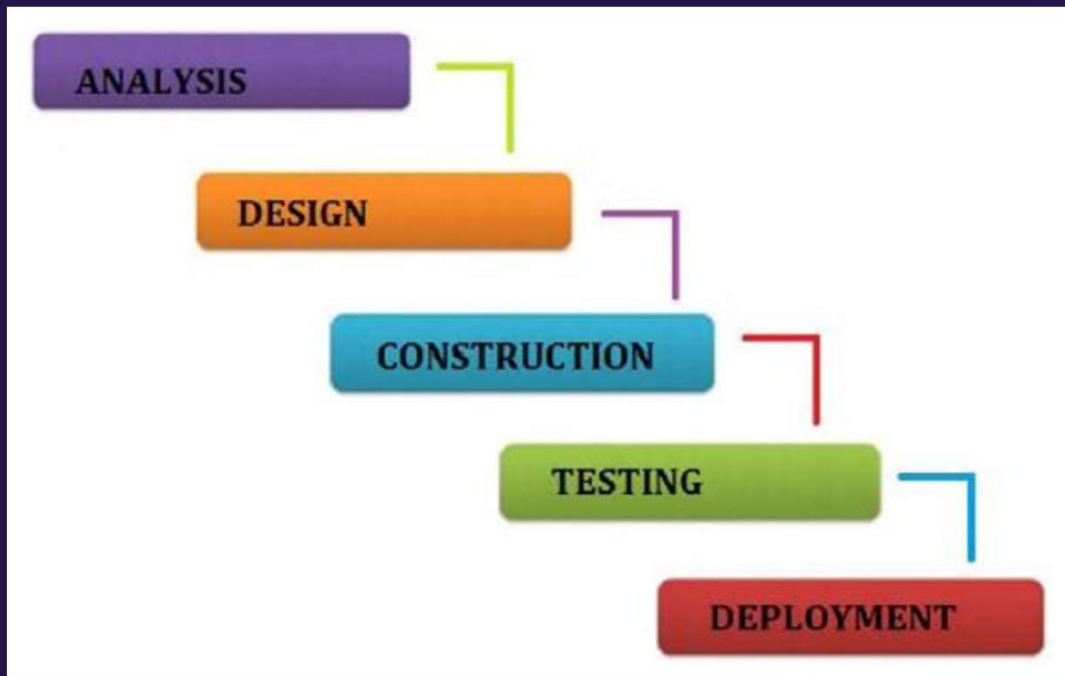 ANALYSIS
DESIGN
CONSTRUCTION
TESTING
DEPLOYMENT